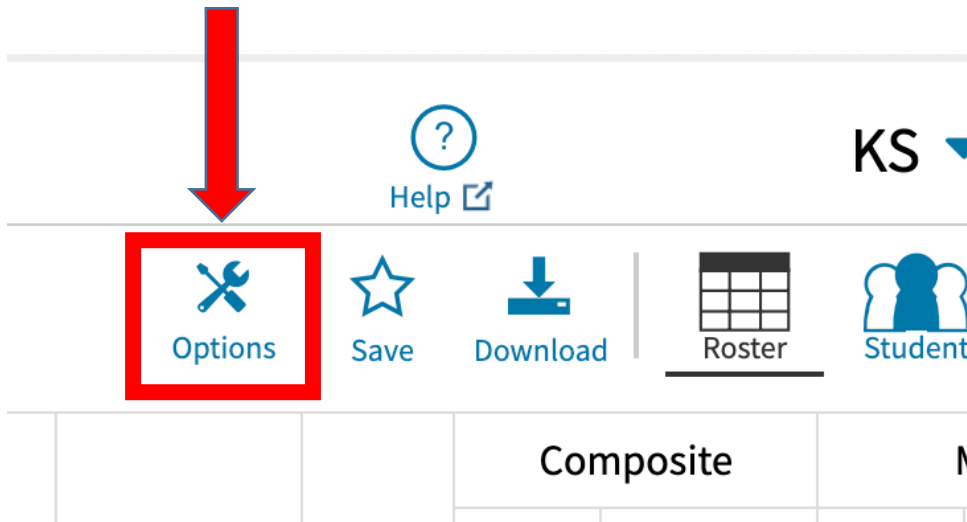 ?
Help
KS
Options
Save
Download
Roster
Student
Composite
M